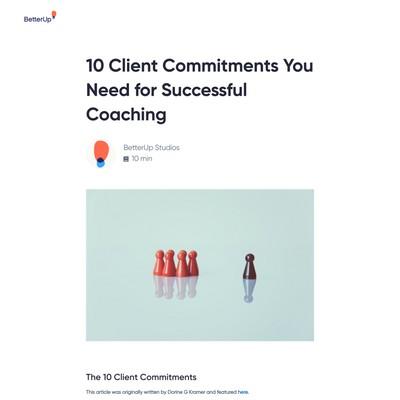 BetterUp
10 Client Commitments You
Need for Successful
Coaching
BetterUp Studios
10 min
The 10 Client Commitments
This article was originally written by Dorine G Kramer and featured here.